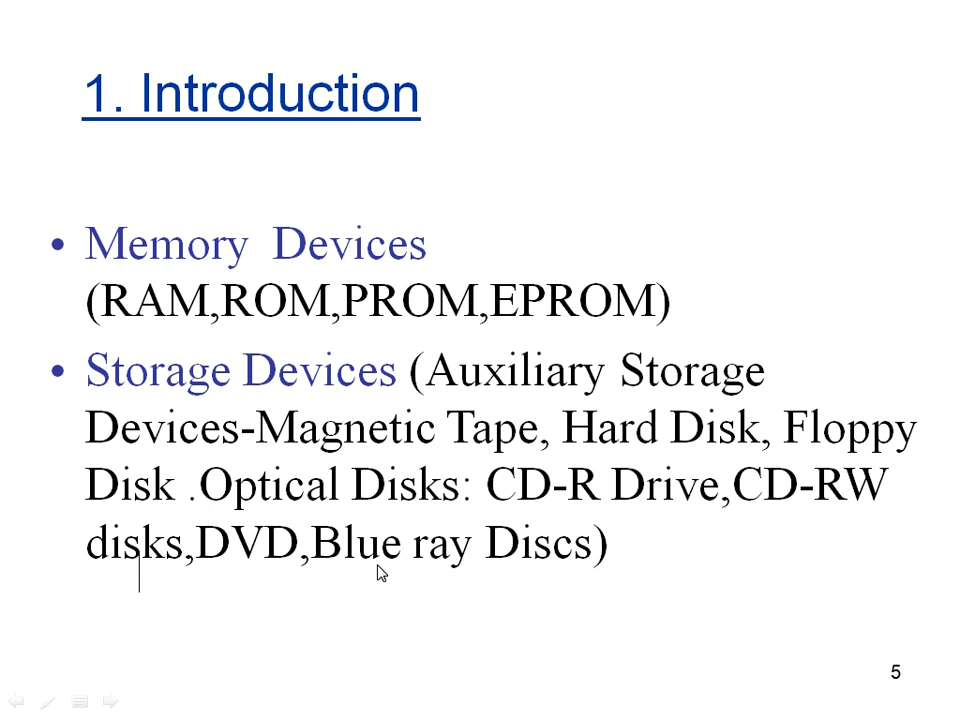 1. Introduction
• Memory  Devices
(RAM,ROM,PROM,EPROM)
• Storage Devices (Auxiliary Storage
Devices-Magnetic Tape, Hard Disk, Floppy
Disk .Optical Disks: CD-R Drive,CD-RW
disks,DVD,Blue ray Discs)
5